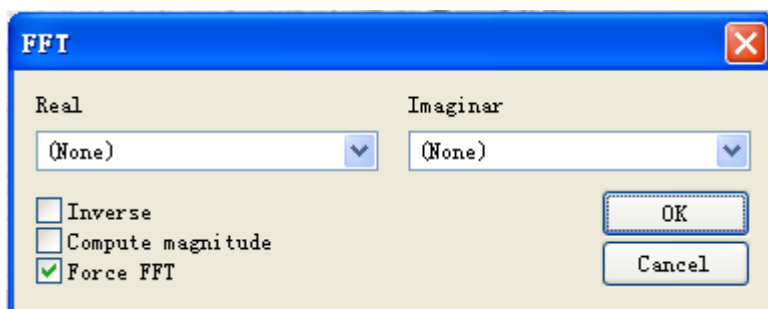 FFT
Real
Imaginar
(None)
(None)
Inverse
Compute magnitude
Force FFT
OK
Cancel